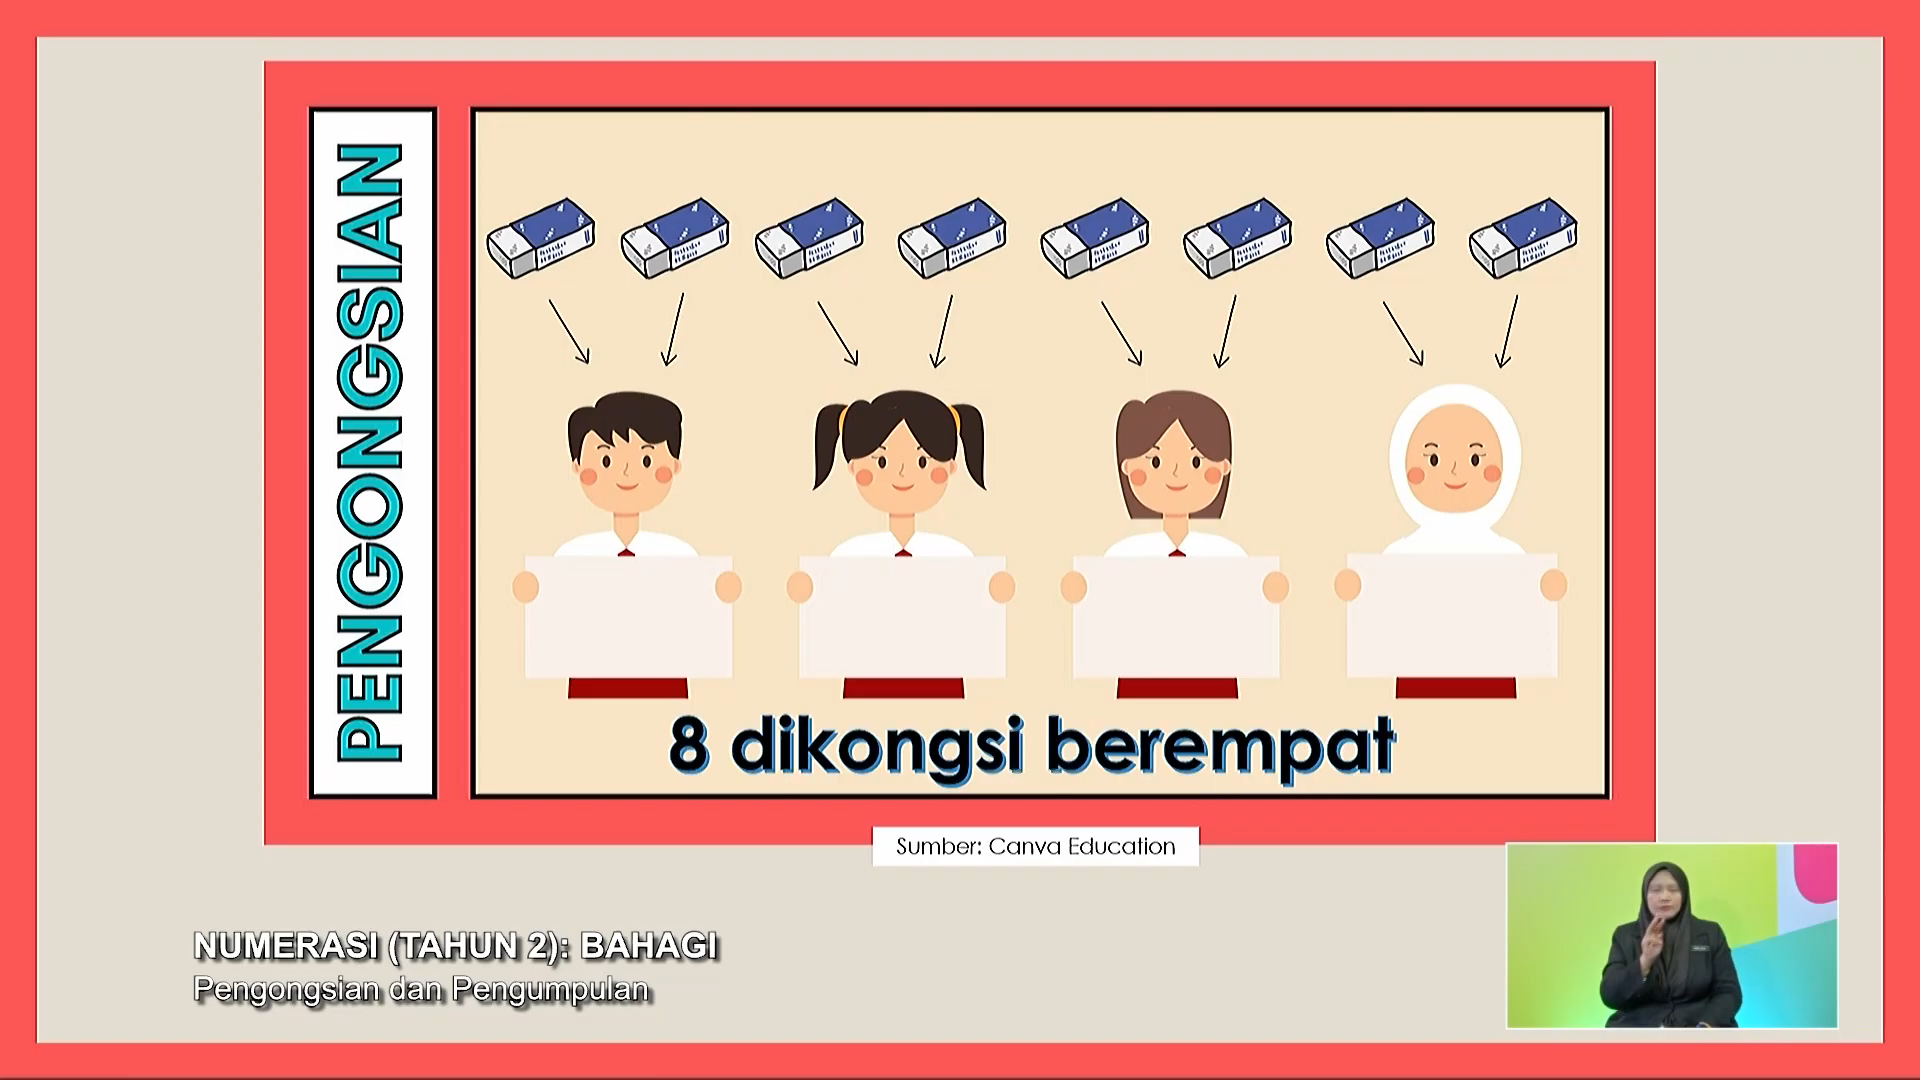 PENGONGSIAN
8 dikongsi berempat
Sumber: Canva Education
NUMERASI (TAHUN 2): BAHAGI
Pengongsian dan Pengumpulan